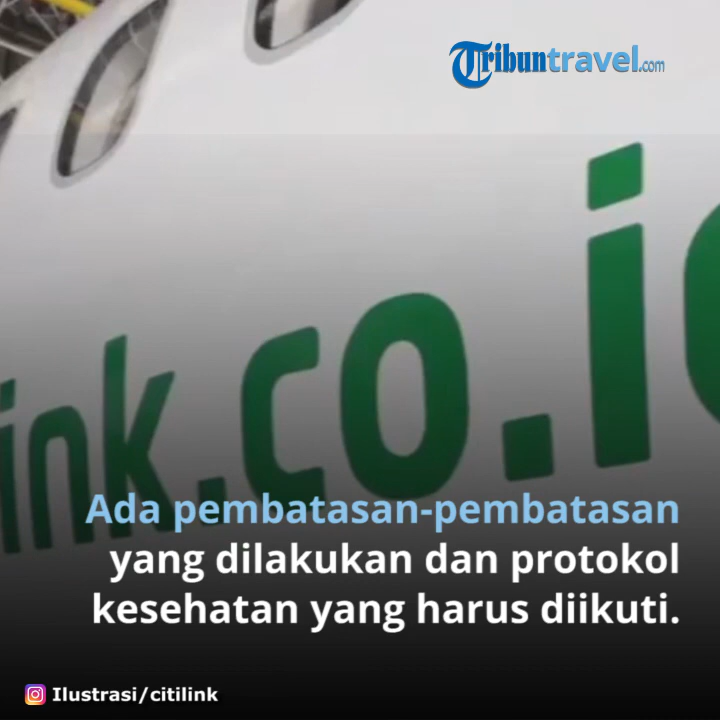 Tribuntravel.com
ink.co.i
Ada pembatasan-pembatasan
yang dilakukan dan protokol
kesehatan yang harus diikuti.
Ilustrasi/citilink